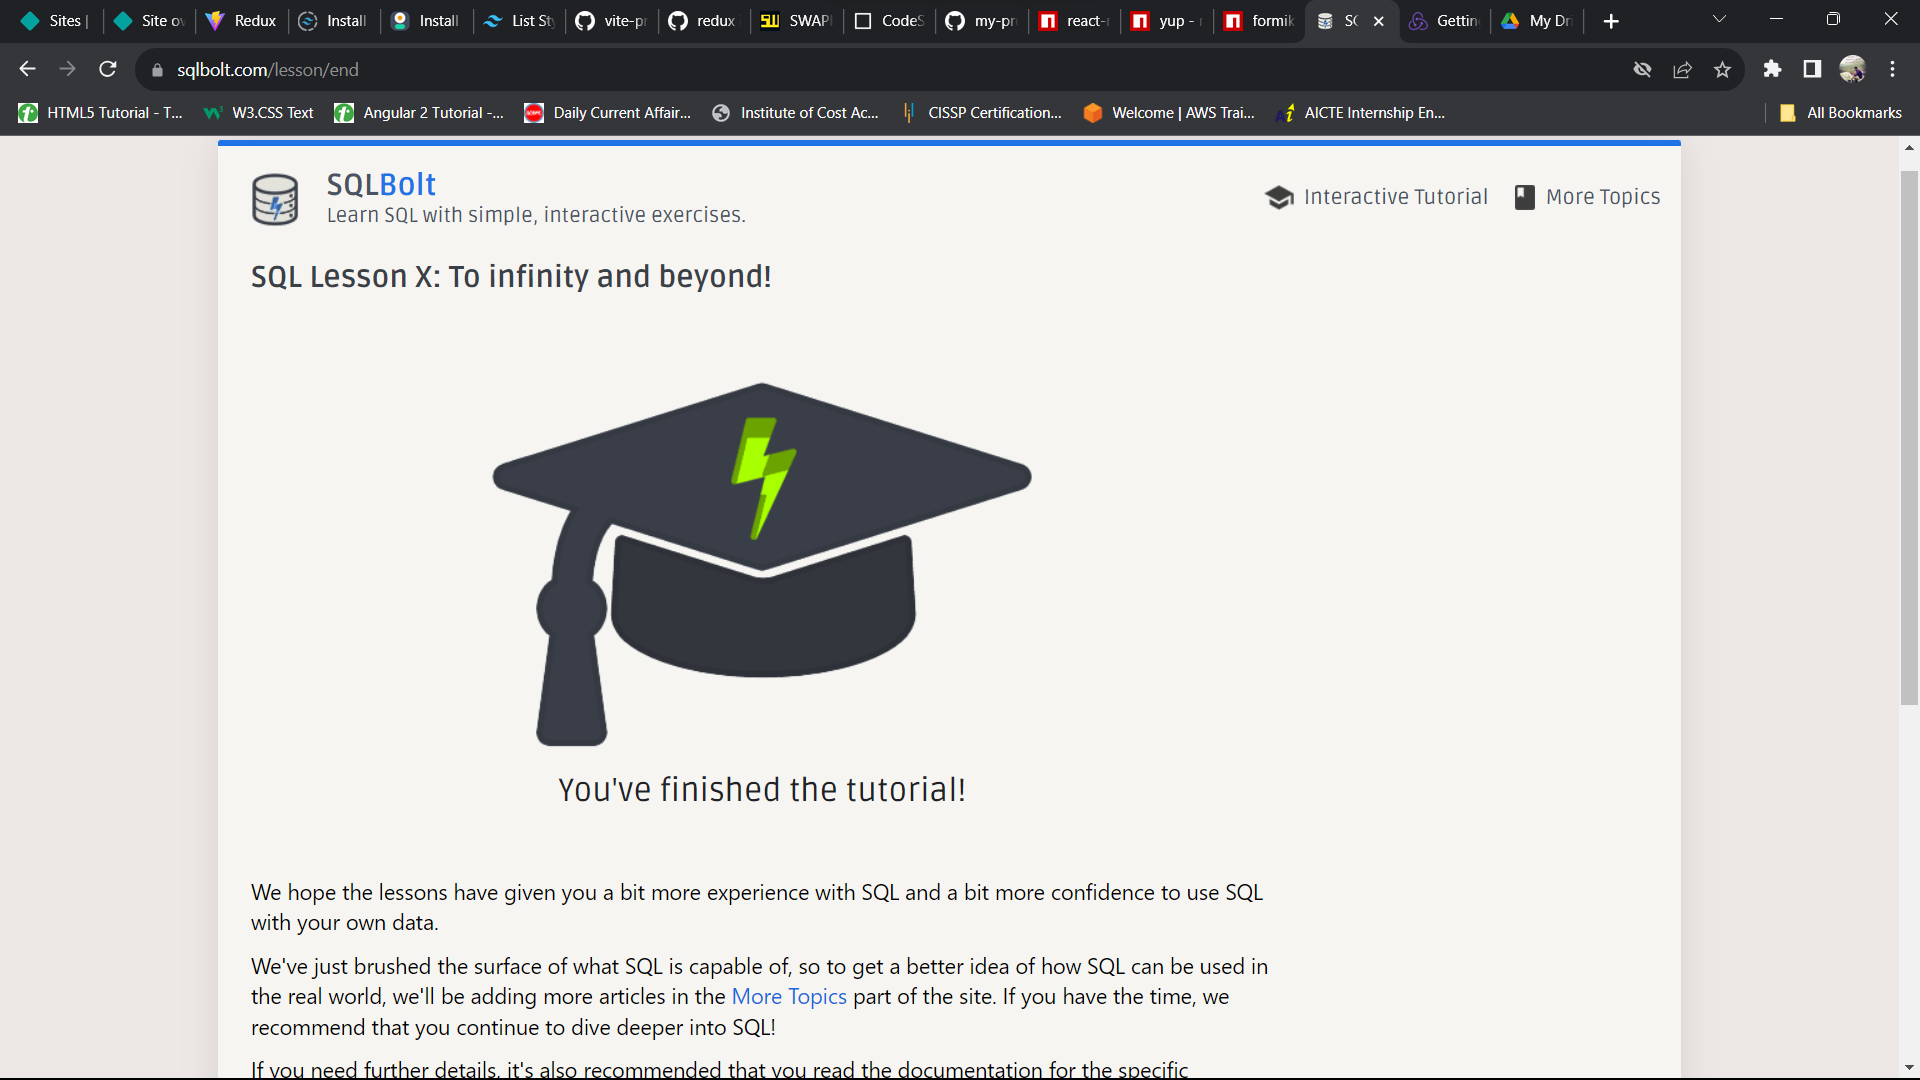 Sites |
Site ov
Redux
Install
Install
List Sty
vite-pr
redux
SWAPI
CodeS
my-pr
react-r
yup - n
formik
SQ
Gettin
My Dri
sqlbolt.com/lesson/end
HTML5 Tutorial - T...
W3.CSS Text
Angular 2 Tutorial -...
Daily Current Affair...
Institute of Cost Ac...
CISSP Certification...
Welcome | AWS Trai...
AICTE Internship En...
All Bookmarks
SQLBolt
Learn SQL with simple, interactive exercises.
Interactive Tutorial
More Topics
SQL Lesson X: To infinity and beyond!
You've finished the tutorial!
We hope the lessons have given you a bit more experience with SQL and a bit more confidence to use SQL
with your own data.
We've just brushed the surface of what SQL is capable of, so to get a better idea of how SQL can be used in
the real world, we'll be adding more articles in the More Topics part of the site. If you have the time, we
recommend that you continue to dive deeper into SQL!
If you need further details, it's also recommended that you read the documentation for the specific